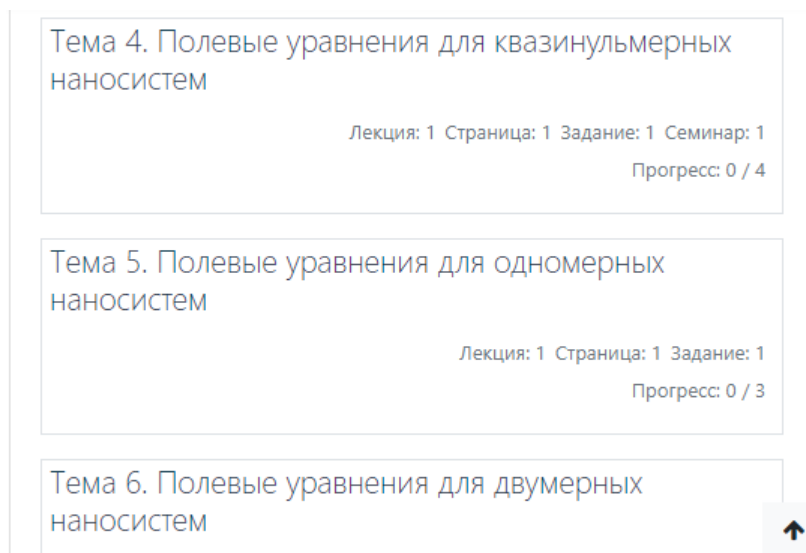 Тема 4. Полевые уравнения для квазинульмерных
наносистем
Лекция: 1 Страница: 1 Задание: 1 Семинар: 1
Прогресс: 0 / 4
Тема 5. Полевые уравнения для одномерных
наносистем
Лекция: 1 Страница: 1 Задание: 1
Прогресс: 0 / 3
Тема 6. Полевые уравнения для двумерных
наносистем